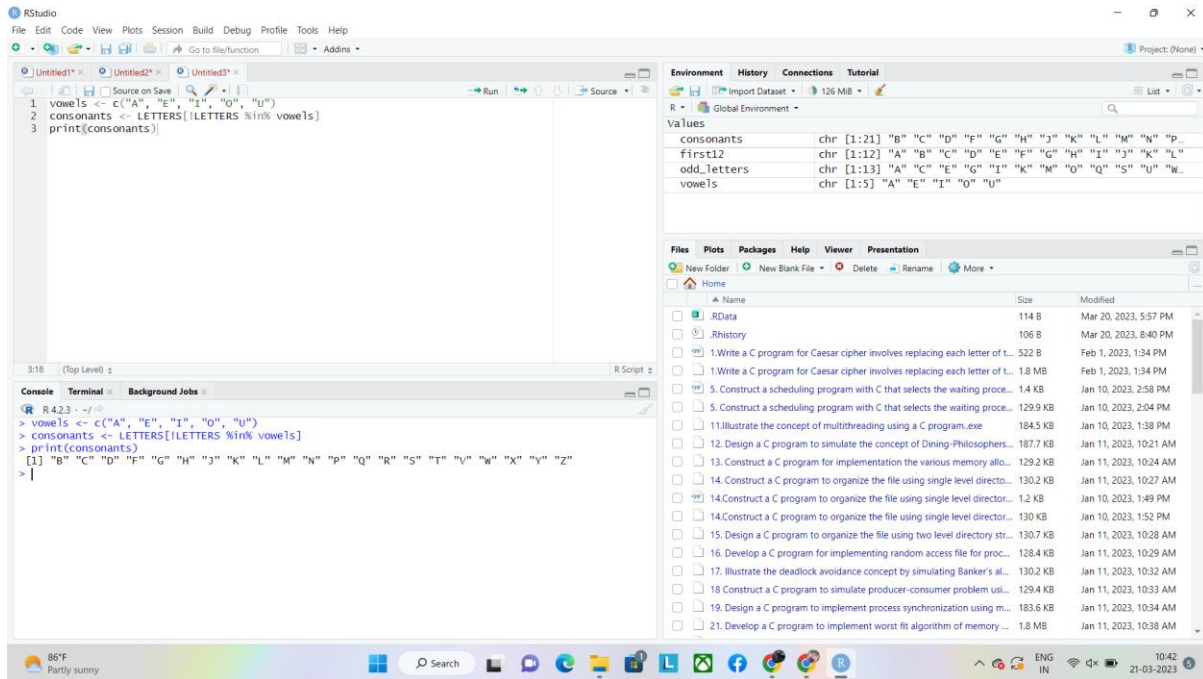 RStudio
File Edit Code View Plots Session Build Debug Profile Tools Help
Go to file/function Addins Project: (None)
Untitled1* Untitled2* Untitled3*
Source on Save Run Source
1 vowels <- c("A", "E", "I", "O", "U")
2 consonants <- LETTERS[!LETTERS %in% vowels]
3 print(consonants)
3:18 (Top Level) R Script
Console Terminal Background Jobs
R 4.2.3 · ~/
> vowels <- c("A", "E", "I", "O", "U")
> consonants <- LETTERS[!LETTERS %in% vowels]
> print(consonants)
[1] "B" "C" "D" "F" "G" "H" "J" "K" "L" "M" "N" "P" "Q" "R" "S" "T" "V" "W" "X" "Y" "Z"
>
Environment History Connections Tutorial
Import Dataset 126 MiB List
R Global Environment
Values
consonants chr [1:21] "B" "C" "D" "F" "G" "H" "J" "K" "L" "M" "N" "P…
first12 chr [1:12] "A" "B" "C" "D" "E" "F" "G" "H" "I" "J" "K" "L"
odd_letters chr [1:13] "A" "C" "E" "G" "I" "K" "M" "O" "Q" "S" "U" "W…
vowels chr [1:5] "A" "E" "I" "O" "U"
Files Plots Packages Help Viewer Presentation
New Folder New Blank File Delete Rename More
Home
Name Size Modified
.RData 114 B Mar 20, 2023, 5:57 PM
.Rhistory 106 B Mar 20, 2023, 8:40 PM
1.Write a C program for Caesar cipher involves replacing each letter of t... 522 B Feb 1, 2023, 1:34 PM
1.Write a C program for Caesar cipher involves replacing each letter of t... 1.8 MB Feb 1, 2023, 1:34 PM
5. Construct a scheduling program with C that selects the waiting proce... 1.4 KB Jan 10, 2023, 2:58 PM
5. Construct a scheduling program with C that selects the waiting proce... 129.9 KB Jan 10, 2023, 2:04 PM
11.Illustrate the concept of multithreading using a C program..exe 184.5 KB Jan 10, 2023, 1:38 PM
12. Design a C program to simulate the concept of Dining-Philosophers... 187.7 KB Jan 11, 2023, 10:21 AM
13. Construct a C program for implementation the various memory allo... 129.2 KB Jan 11, 2023, 10:24 AM
14. Construct a C program to organize the file using single level directo... 130.2 KB Jan 11, 2023, 10:27 AM
14.Construct a C program to organize the file using single level director... 1.2 KB Jan 10, 2023, 1:49 PM
14.Construct a C program to organize the file using single level director... 130 KB Jan 10, 2023, 1:52 PM
15. Design a C program to organize the file using two level directory str... 130.7 KB Jan 11, 2023, 10:28 AM
16. Develop a C program for implementing random access file for proc... 128.4 KB Jan 11, 2023, 10:29 AM
17. Illustrate the deadlock avoidance concept by simulating Banker's al... 130.2 KB Jan 11, 2023, 10:32 AM
18 Construct a C program to simulate producer-consumer problem usi... 129.4 KB Jan 11, 2023, 10:33 AM
19. Design a C program to implement process synchronization using m... 183.6 KB Jan 11, 2023, 10:34 AM
21. Develop a C program to implement worst fit algorithm of memory ... 1.8 MB Jan 11, 2023, 10:38 AM
86°F
Partly sunny
Search
ENG
IN
10:42
21-03-2023